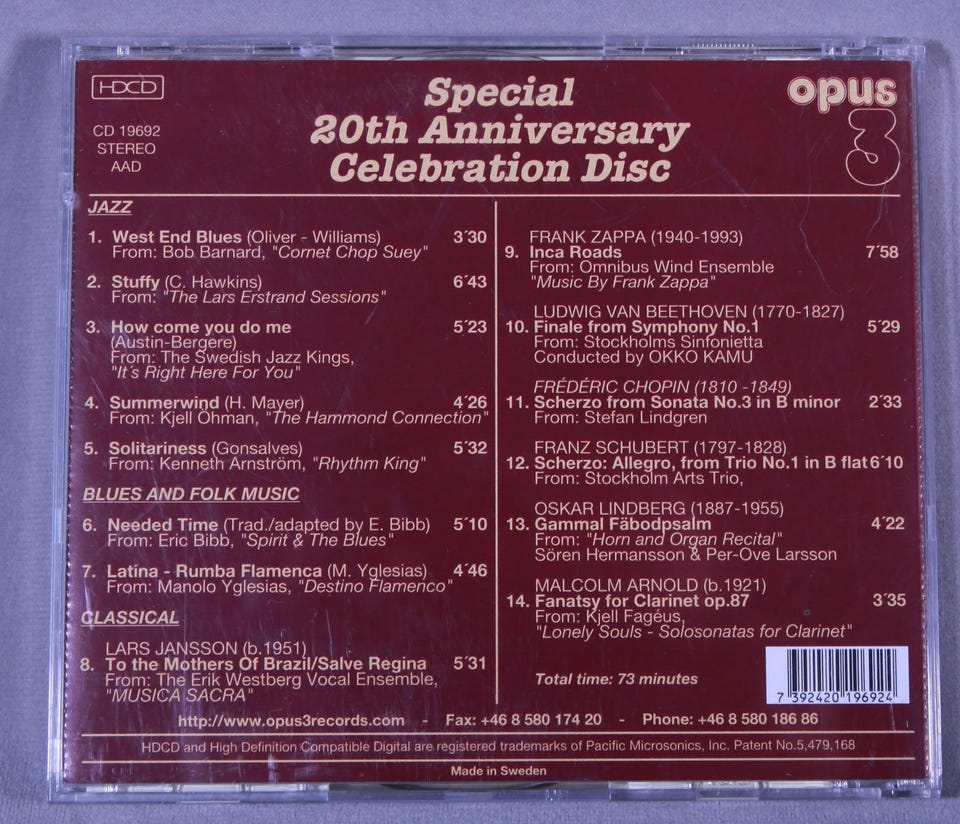 HDCD
CD 19692
STEREO
AAD
Special
20th Anniversary
Celebration Disc
opus
3
JAZZ
1. West End Blues (Oliver - Williams) 3´30
From: Bob Barnard, "Cornet Chop Suey"
2. Stuffy (C. Hawkins) 6´43
From: "The Lars Erstrand Sessions"
3. How come you do me 5´23
(Austin-Bergere)
From: The Swedish Jazz Kings,
"It´s Right Here For You"
4. Summerwind (H. Mayer) 4´26
From: Kjell Öhman, "The Hammond Connection"
5. Solitariness (Gonsalves) 5´32
From: Kenneth Arnström, "Rhythm King"
BLUES AND FOLK MUSIC
6. Needed Time (Trad./adapted by E. Bibb) 5´10
From: Eric Bibb, "Spirit & The Blues"
7. Latina - Rumba Flamenca (M. Yglesias) 4´46
From: Manolo Yglesias, "Destino Flamenco"
CLASSICAL
LARS JANSSON (b.1951)
8. To the Mothers Of Brazil/Salve Regina 5´31
From: The Erik Westberg Vocal Ensemble,
"MUSICA SACRA"
FRANK ZAPPA (1940-1993)
9. Inca Roads 7´58
From: Omnibus Wind Ensemble
"Music By Frank Zappa"
LUDWIG VAN BEETHOVEN (1770-1827)
10. Finale from Symphony No.1 5´29
From: Stockholms Sinfonietta
Conducted by OKKO KAMU
FRÉDÉRIC CHOPIN (1810 -1849)
11. Scherzo from Sonata No.3 in B minor 2´33
From: Stefan Lindgren
FRANZ SCHUBERT (1797-1828)
12. Scherzo: Allegro, from Trio No.1 in B flat 6´10
From: Stockholm Arts Trio,
OSKAR LINDBERG (1887-1955)
13. Gammal Fäbodpsalm 4´22
From: "Horn and Organ Recital"
Sören Hermansson & Per-Ove Larsson
MALCOLM ARNOLD (b.1921)
14. Fanatsy for Clarinet op.87 3´35
From: Kjell Fagéus,
"Lonely Souls - Solosonatas for Clarinet"
Total time: 73 minutes
7 392420 196924
http://www.opus3records.com - Fax: +46 8 580 174 20 - Phone: +46 8 580 186 86
HDCD and High Definition Compatible Digital are registered trademarks of Pacific Microsonics, Inc. Patent No.5,479,168
Made in Sweden